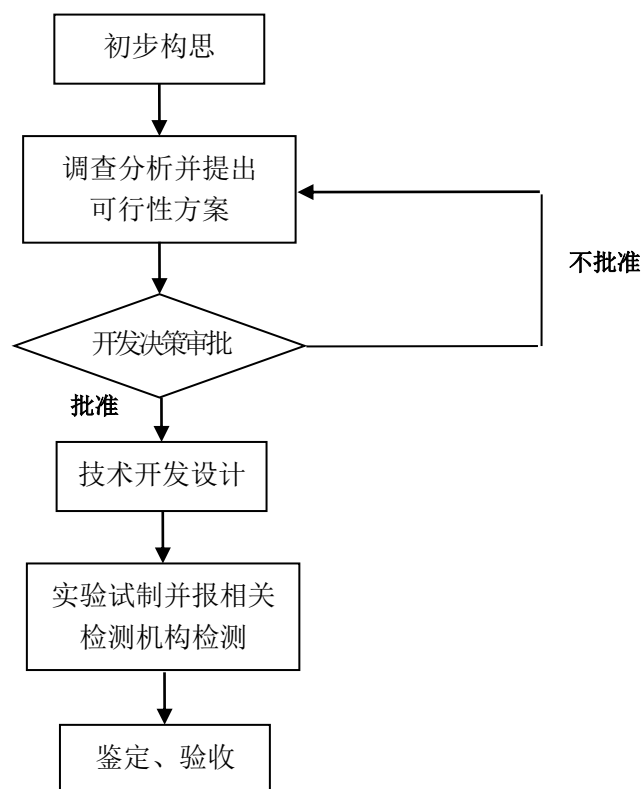 初步构思
调查分析并提出
可行性方案
不批准
开发决策审批
批准
技术开发设计
实验试制并报相关
检测机构检测
鉴定、验收